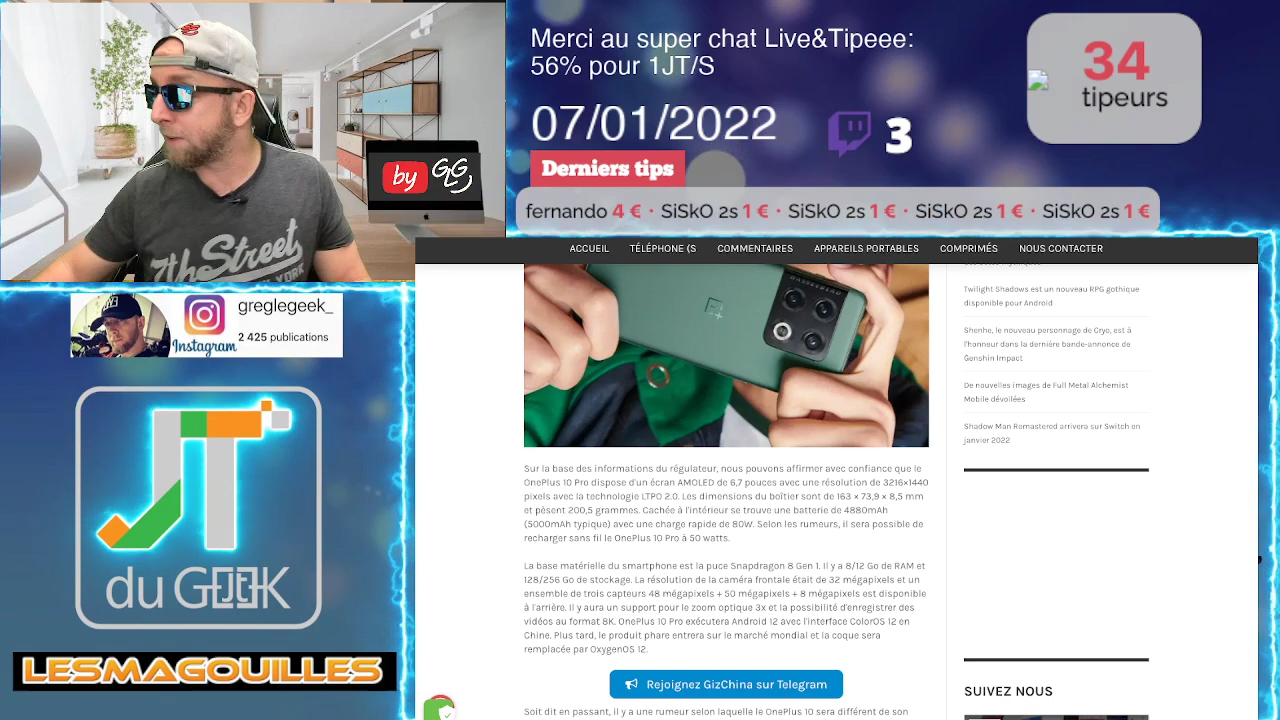 by GLG
7th Street
NEW YORK
Merci au super chat Live&Tipeee:
56% pour 1JT/S
07/01/2022
3
34
tipeurs
Derniers tips
fernando 4 € • SiSkO 2s 1 € • SiSkO 2s 1 € • SiSkO 2s 1 € • SiSkO 2s 1 €
greglegeek_
2 425 publications
Instagram
JT
du GEEK
LESMAGOUILLES
ACCUEIL TÉLÉPHONE (S COMMENTAIRES APPAREILS PORTABLES COMPRIMÉS NOUS CONTACTER
HASSELBLAD
Sur la base des informations du régulateur, nous pouvons affirmer avec confiance que le
OnePlus 10 Pro dispose d'un écran AMOLED de 6,7 pouces avec une résolution de 3216×1440
pixels avec la technologie LTPO 2.0. Les dimensions du boîtier sont de 163 × 73,9 × 8,5 mm
et pèsent 200,5 grammes. Cachée à l'intérieur se trouve une batterie de 4880mAh
(5000mAh typique) avec une charge rapide de 80W. Selon les rumeurs, il sera possible de
recharger sans fil le OnePlus 10 Pro à 50 watts.
La base matérielle du smartphone est la puce Snapdragon 8 Gen 1. Il y a 8/12 Go de RAM et
128/256 Go de stockage. La résolution de la caméra frontale était de 32 mégapixels et un
ensemble de trois capteurs 48 mégapixels + 50 mégapixels + 8 mégapixels est disponible
à l'arrière. Il y aura un support pour le zoom optique 3x et la possibilité d'enregistrer des
vidéos au format 8K. OnePlus 10 Pro exécutera Android 12 avec l'interface ColorOS 12 en
Chine. Plus tard, le produit phare entrera sur le marché mondial et la coque sera
remplacée par OxygenOS 12.
Rejoignez GizChina sur Telegram
Soit dit en passant, il y a une rumeur selon laquelle le OnePlus 10 sera différent de son
Twilight Shadows est un nouveau RPG gothique
disponible pour Android
Shenhe, le nouveau personnage de Cryo, est à
l'honneur dans la dernière bande-annonce de
Genshin Impact
De nouvelles images de Full Metal Alchemist
Mobile dévoilées
Shadow Man Remastered arrivera sur Switch en
janvier 2022
SUIVEZ NOUS